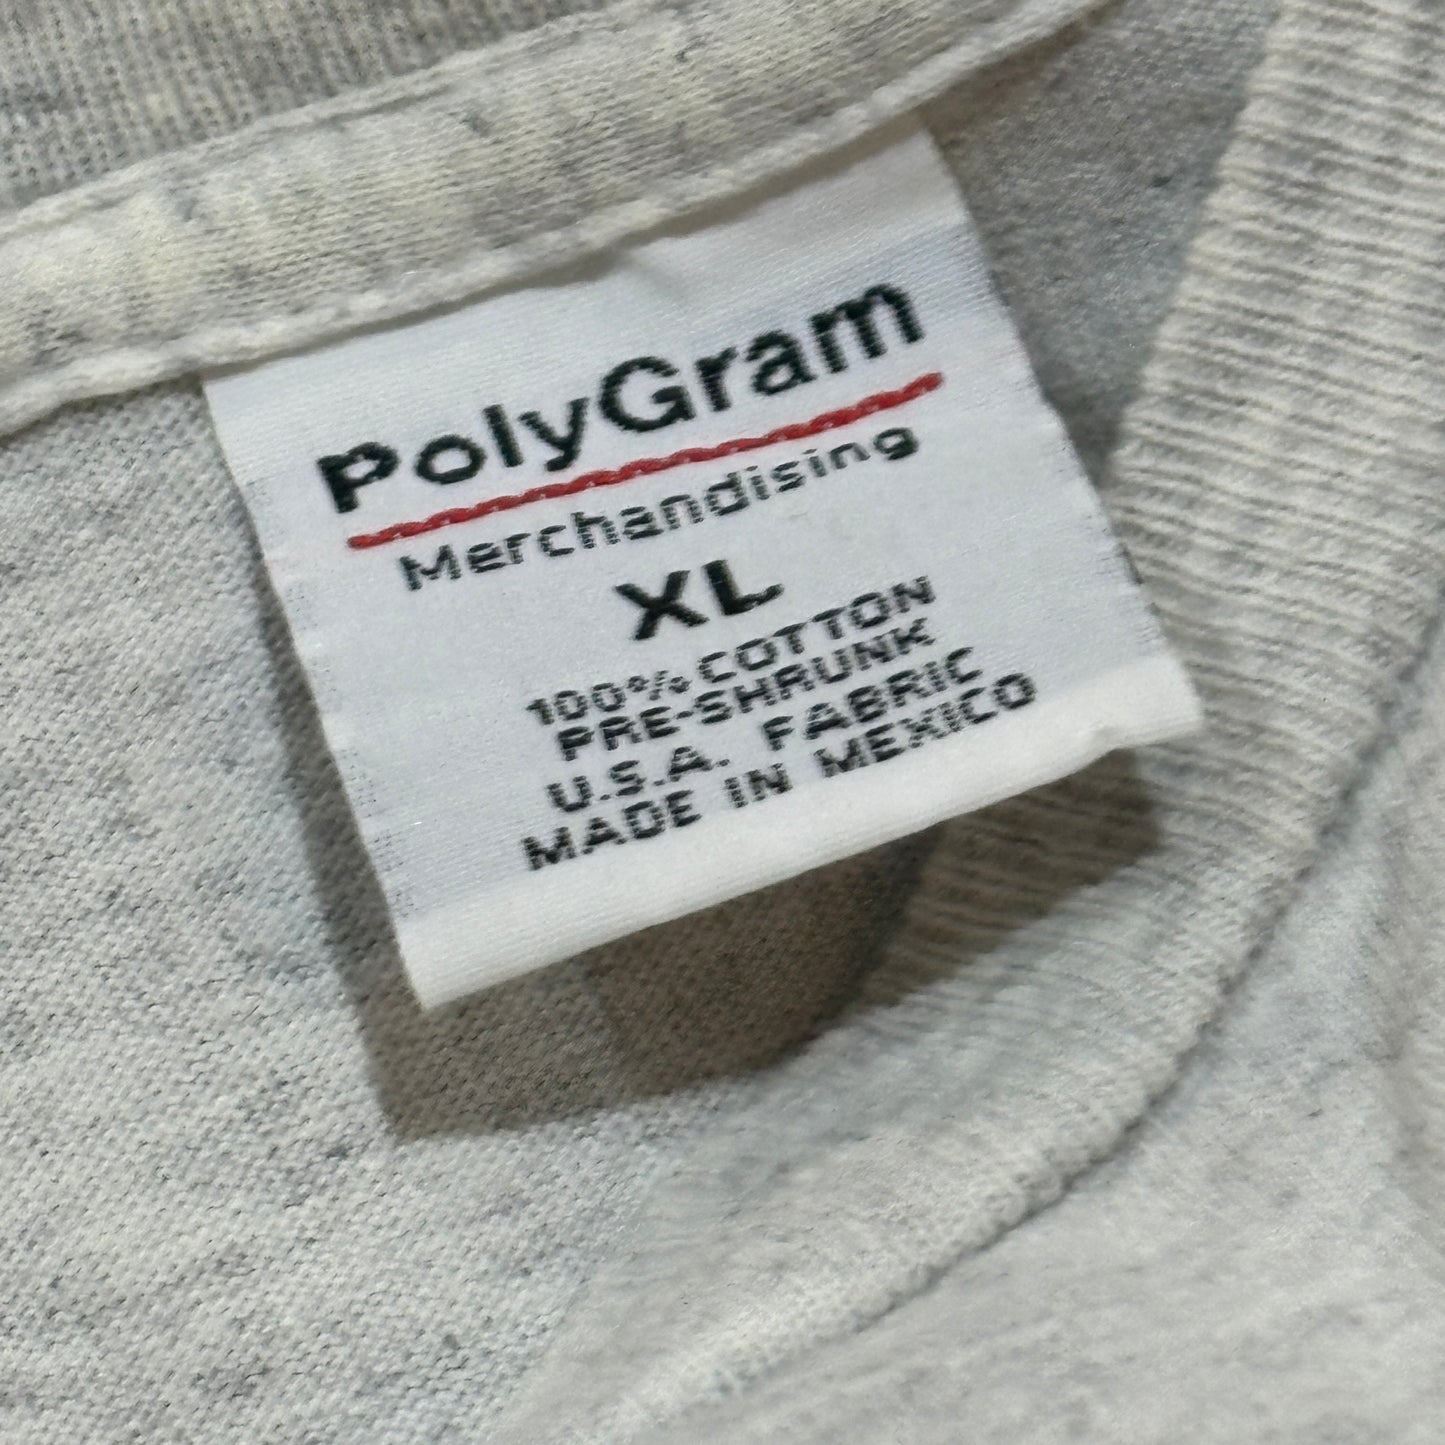 PolyGram
Merchandising
XL
100% COTTON
PRE-SHRUNK
U.S.A. FABRIC
MADE IN MEXICO